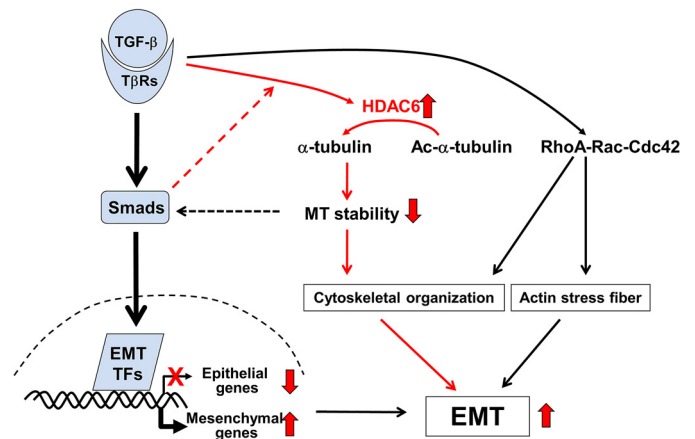 TGF-β
TβRs
HDAC6
α-tubulin
Ac-α-tubulin
RhoA-Rac-Cdc42
Smads
MT stability
Cytoskeletal organization
Actin stress fiber
EMT
TFs
X
Epithelial
genes
Mesenchymal
genes
EMT